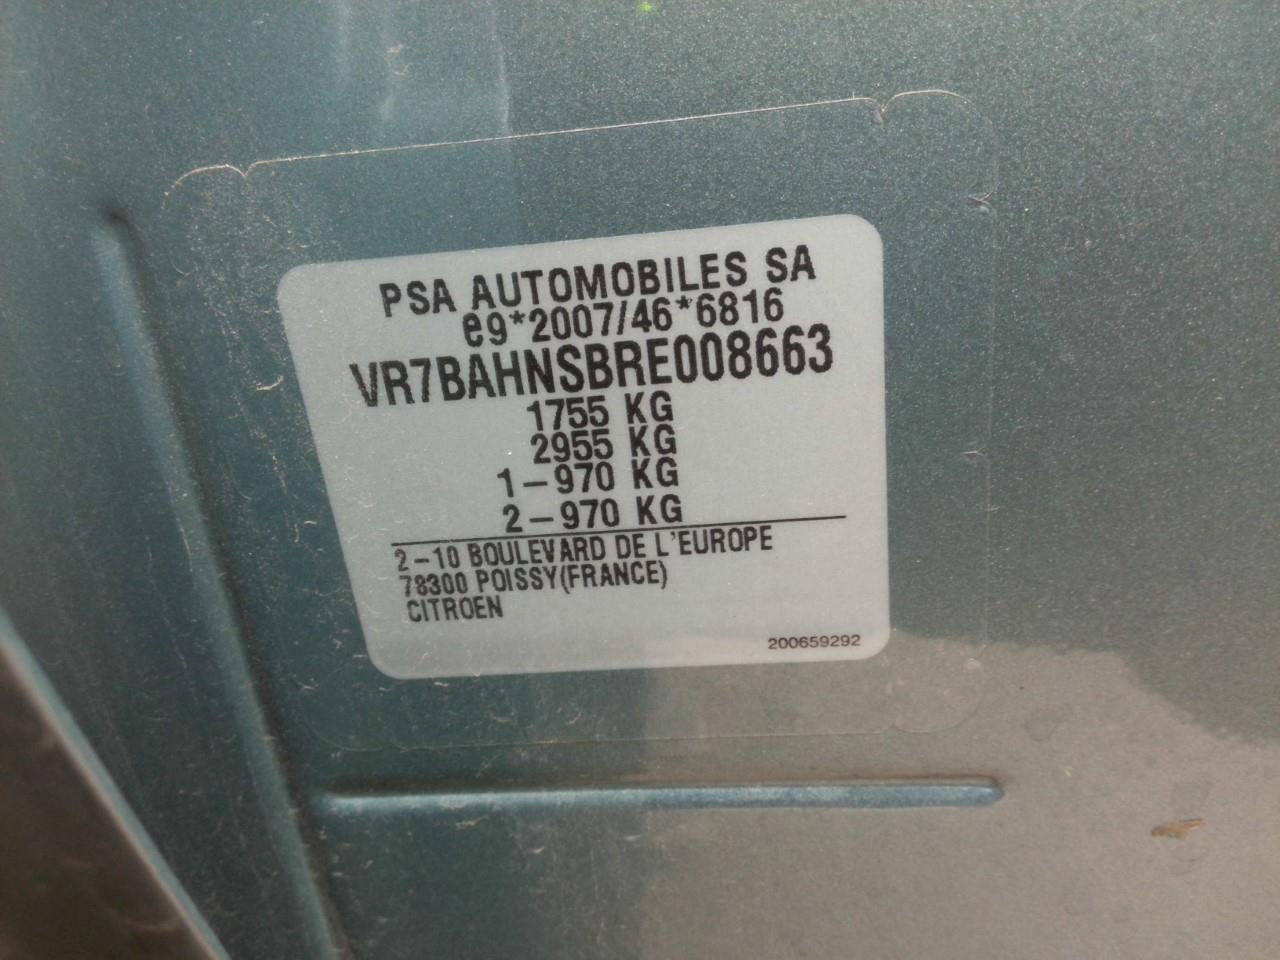 PSA AUTOMOBILES SA
e9*2007/46*6816
VR7BAHNSBRE008663
1755 KG
2955 KG
1-970 KG
2-970 KG
2-10 BOULEVARD DE L'EUROPE
78300 POISSY(FRANCE)
CITROEN
200659292